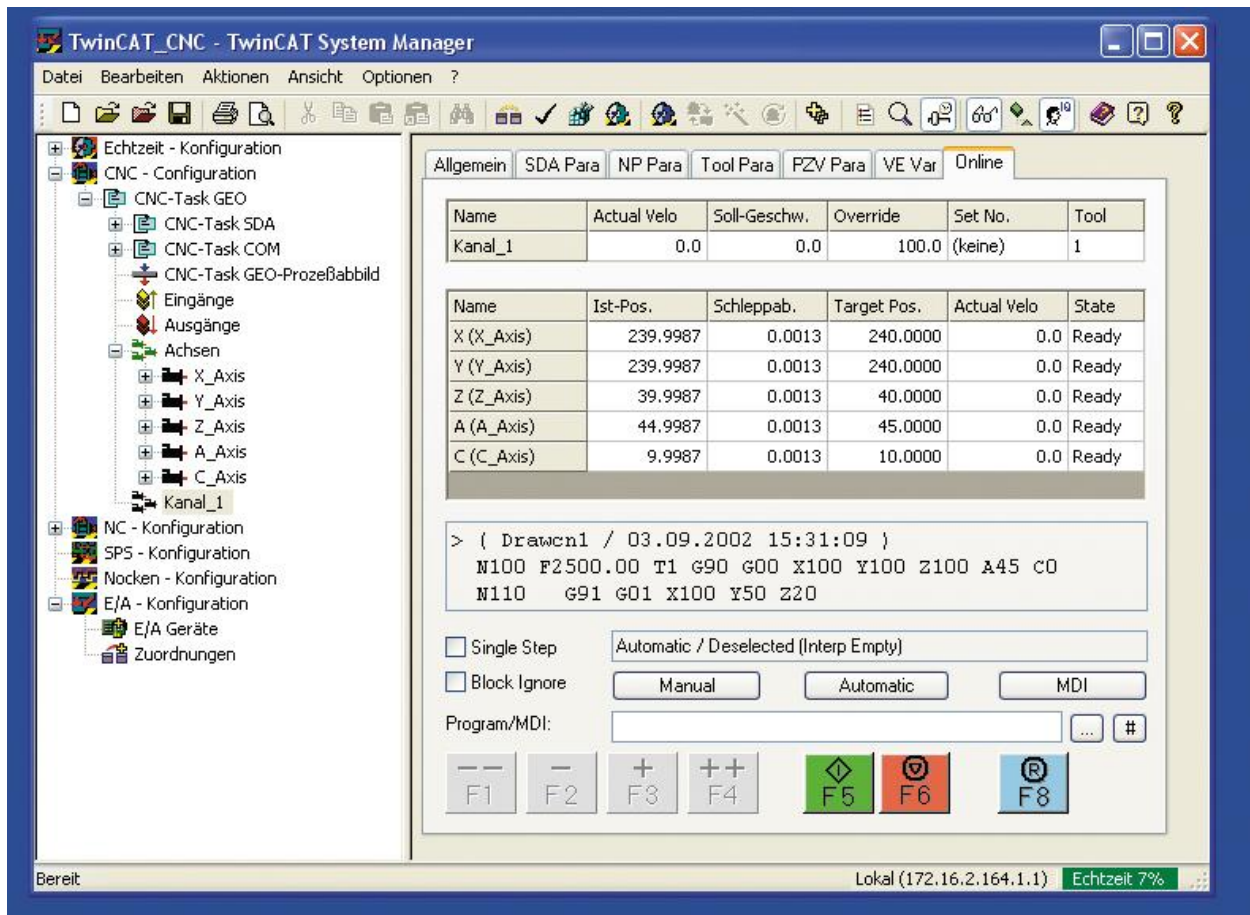 TwinCAT_CNC - TwinCAT System Manager
Datei Bearbeiten Aktionen Ansicht Optionen ?
Echtzeit - Konfiguration
CNC - Configuration
CNC-Task GEO
CNC-Task SDA
CNC-Task COM
CNC-Task GEO-Prozeßabbild
Eingänge
Ausgänge
Achsen
X_Axis
Y_Axis
Z_Axis
A_Axis
C_Axis
Kanal_1
NC - Konfiguration
SPS - Konfiguration
Nocken - Konfiguration
E/A - Konfiguration
E/A Geräte
Zuordnungen
Allgemein SDA Para NP Para Tool Para PZV Para VE Var Online
Name Actual Velo Soll-Geschw. Override Set No. Tool
Kanal_1 0.0 0.0 100.0 (keine) 1
Name Ist-Pos. Schleppab. Target Pos. Actual Velo State
X (X_Axis) 239.9987 0.0013 240.0000 0.0 Ready
Y (Y_Axis) 239.9987 0.0013 240.0000 0.0 Ready
Z (Z_Axis) 39.9987 0.0013 40.0000 0.0 Ready
A (A_Axis) 44.9987 0.0013 45.0000 0.0 Ready
C (C_Axis) 9.9987 0.0013 10.0000 0.0 Ready
> ( Drawcn1 / 03.09.2002 15:31:09 )
N100 F2500.00 T1 G90 G00 X100 Y100 Z100 A45 C0
N110 G91 G01 X100 Y50 Z20
Single Step Automatic / Deselected (Interp Empty)
Block Ignore Manual Automatic MDI
Program/MDI: ... #
-- - + ++ R
F1 F2 F3 F4 F5 F6 F8
Bereit Lokal (172.16.2.164.1.1) Echtzeit 7%